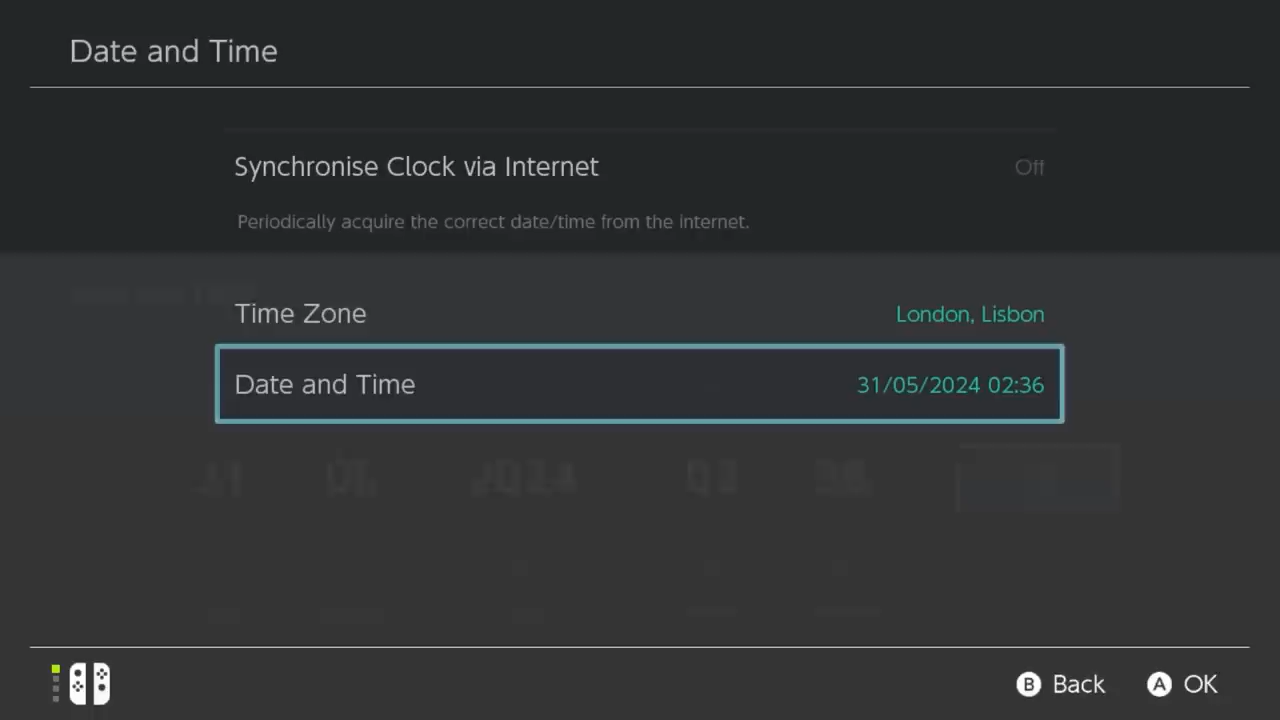 Date and Time
Synchronise Clock via Internet Off
Periodically acquire the correct date/time from the internet.
Time Zone London, Lisbon
Date and Time 31/05/2024 02:36
B Back A OK